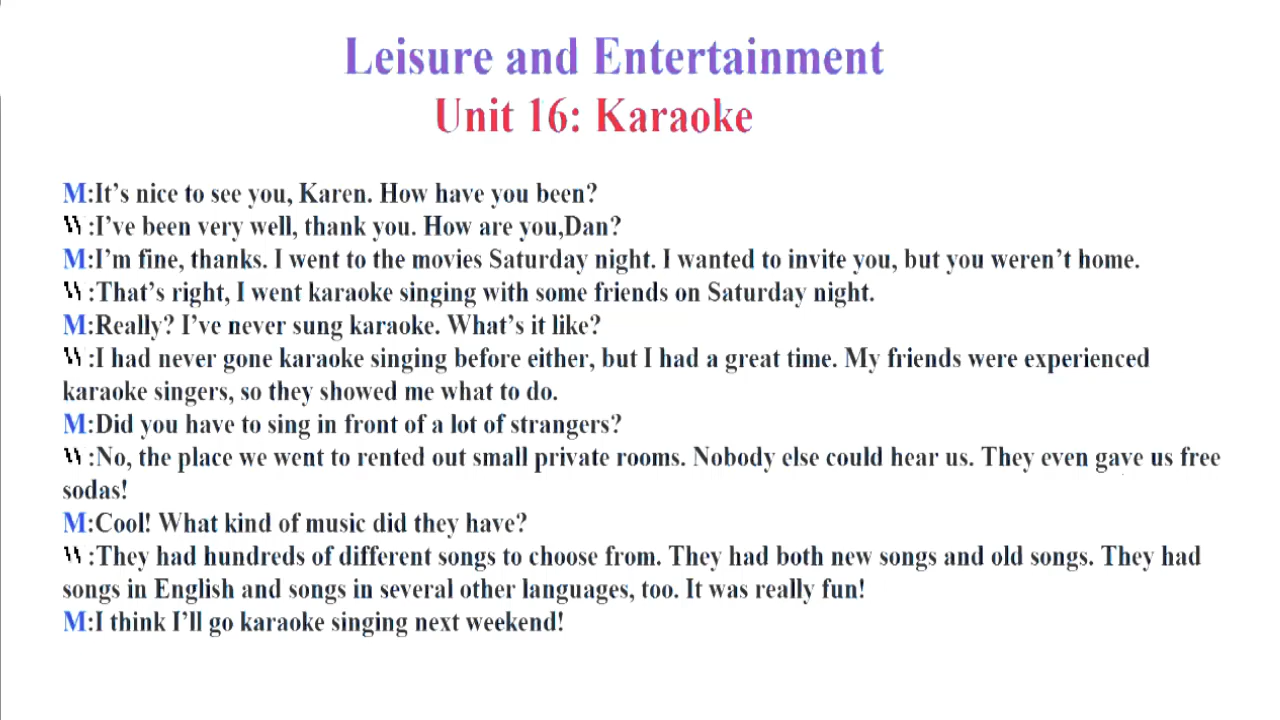 Leisure and Entertainment
Unit 16: Karaoke
M:It's nice to see you, Karen. How have you been?
:I've been very well, thank you. How are you,Dan?
M:I'm fine, thanks. I went to the movies Saturday night. I wanted to invite you, but you weren't home.
:That's right, I went karaoke singing with some friends on Saturday night.
M:Really? I've never sung karaoke. What's it like?
:I had never gone karaoke singing before either, but I had a great time. My friends were experienced
karaoke singers, so they showed me what to do.
M:Did you have to sing in front of a lot of strangers?
:No, the place we went to rented out small private rooms. Nobody else could hear us. They even gave us free
sodas!
M:Cool! What kind of music did they have?
:They had hundreds of different songs to choose from. They had both new songs and old songs. They had
songs in English and songs in several other languages, too. It was really fun!
M:I think I'll go karaoke singing next weekend!